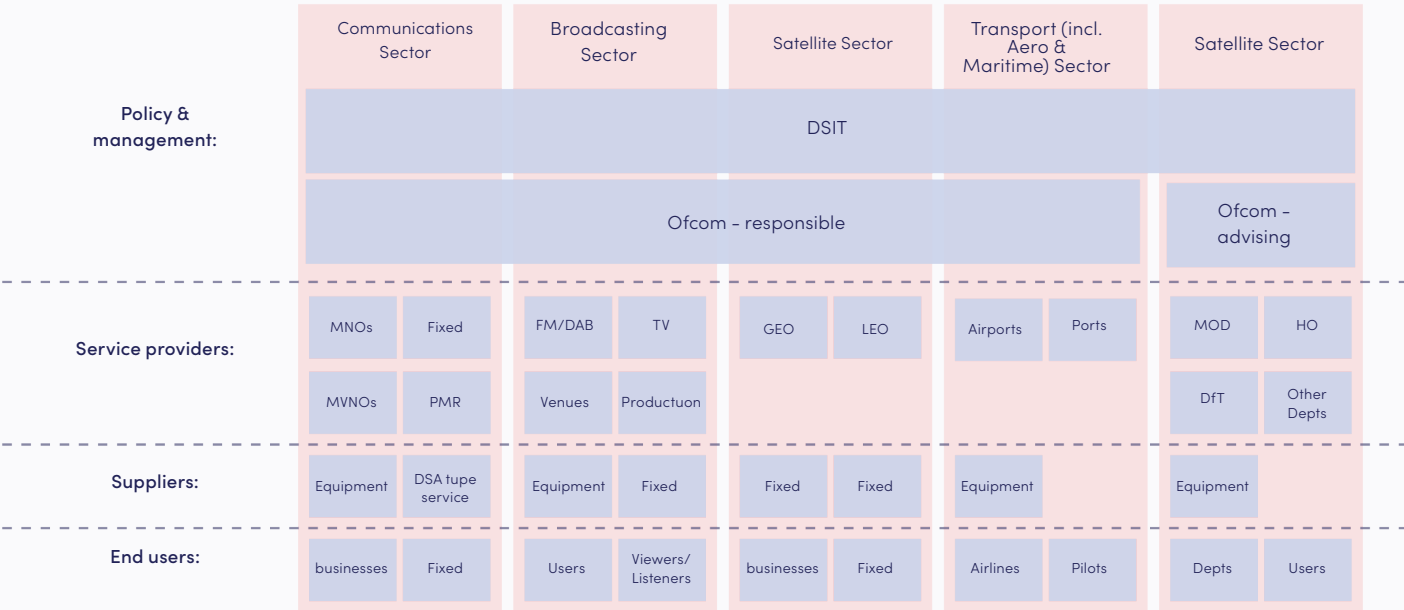 Communications
Sector
Broadcasting
Sector
Satellite Sector
Transport (incl.
Aero &
Maritime) Sector
Satellite Sector
Policy &
management:
DSIT
Ofcom - responsible
Ofcom -
advising
Service providers:
MNOs
Fixed
FM/DAB
TV
GEO
LEO
Airports
Ports
MOD
HO
MVNOs
PMR
Venues
Productuon
DfT
Other
Depts
Suppliers:
Equipment
DSA tupe
service
Equipment
Fixed
Fixed
Fixed
Equipment
Equipment
End users:
businesses
Fixed
Users
Viewers/
Listeners
businesses
Fixed
Airlines
Pilots
Depts
Users